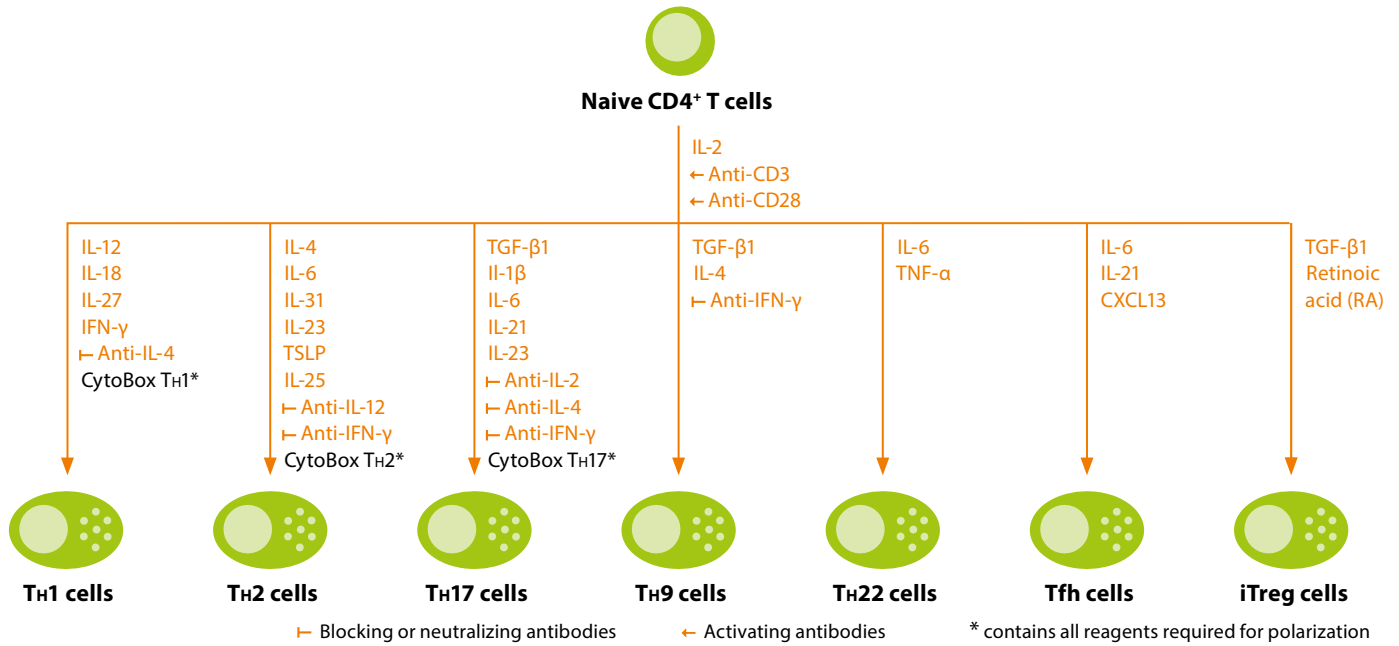 Naive CD4⁺ T cells
IL-2
← Anti-CD3
← Anti-CD28
IL-12
IL-18
IL-27
IFN-γ
⊢ Anti-IL-4
CytoBox TH1*
IL-4
IL-6
IL-31
IL-23
TSLP
IL-25
⊢ Anti-IL-12
⊢ Anti-IFN-γ
CytoBox TH2*
TGF-β1
Il-1β
IL-6
IL-21
IL-23
⊢ Anti-IL-2
⊢ Anti-IL-4
⊢ Anti-IFN-γ
CytoBox TH17*
TGF-β1
IL-4
⊢ Anti-IFN-γ
IL-6
TNF-α
IL-6
IL-21
CXCL13
TGF-β1
Retinoic
acid (RA)
TH1 cells
TH2 cells
TH17 cells
TH9 cells
TH22 cells
Tfh cells
iTreg cells
⊢ Blocking or neutralizing antibodies
← Activating antibodies
* contains all reagents required for polarization